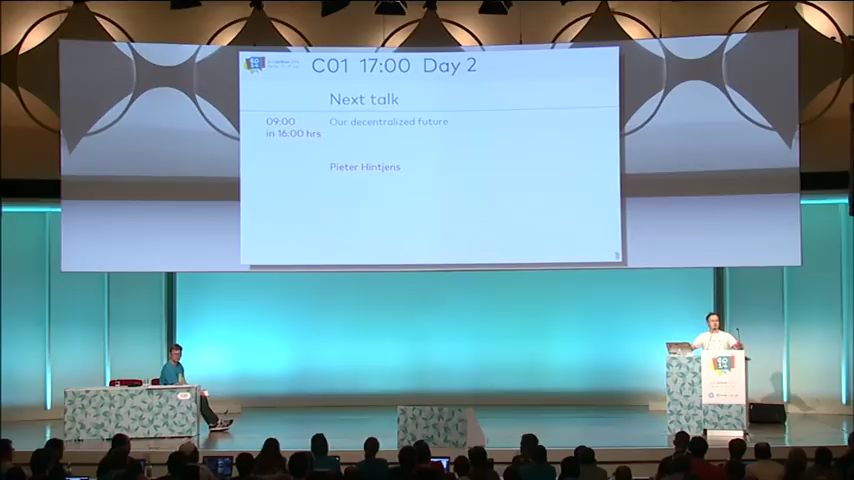 C01 17:00 Day 2
Next talk
09:00
in 16:00 hrs
Our decentralized future
Pieter Hintjens